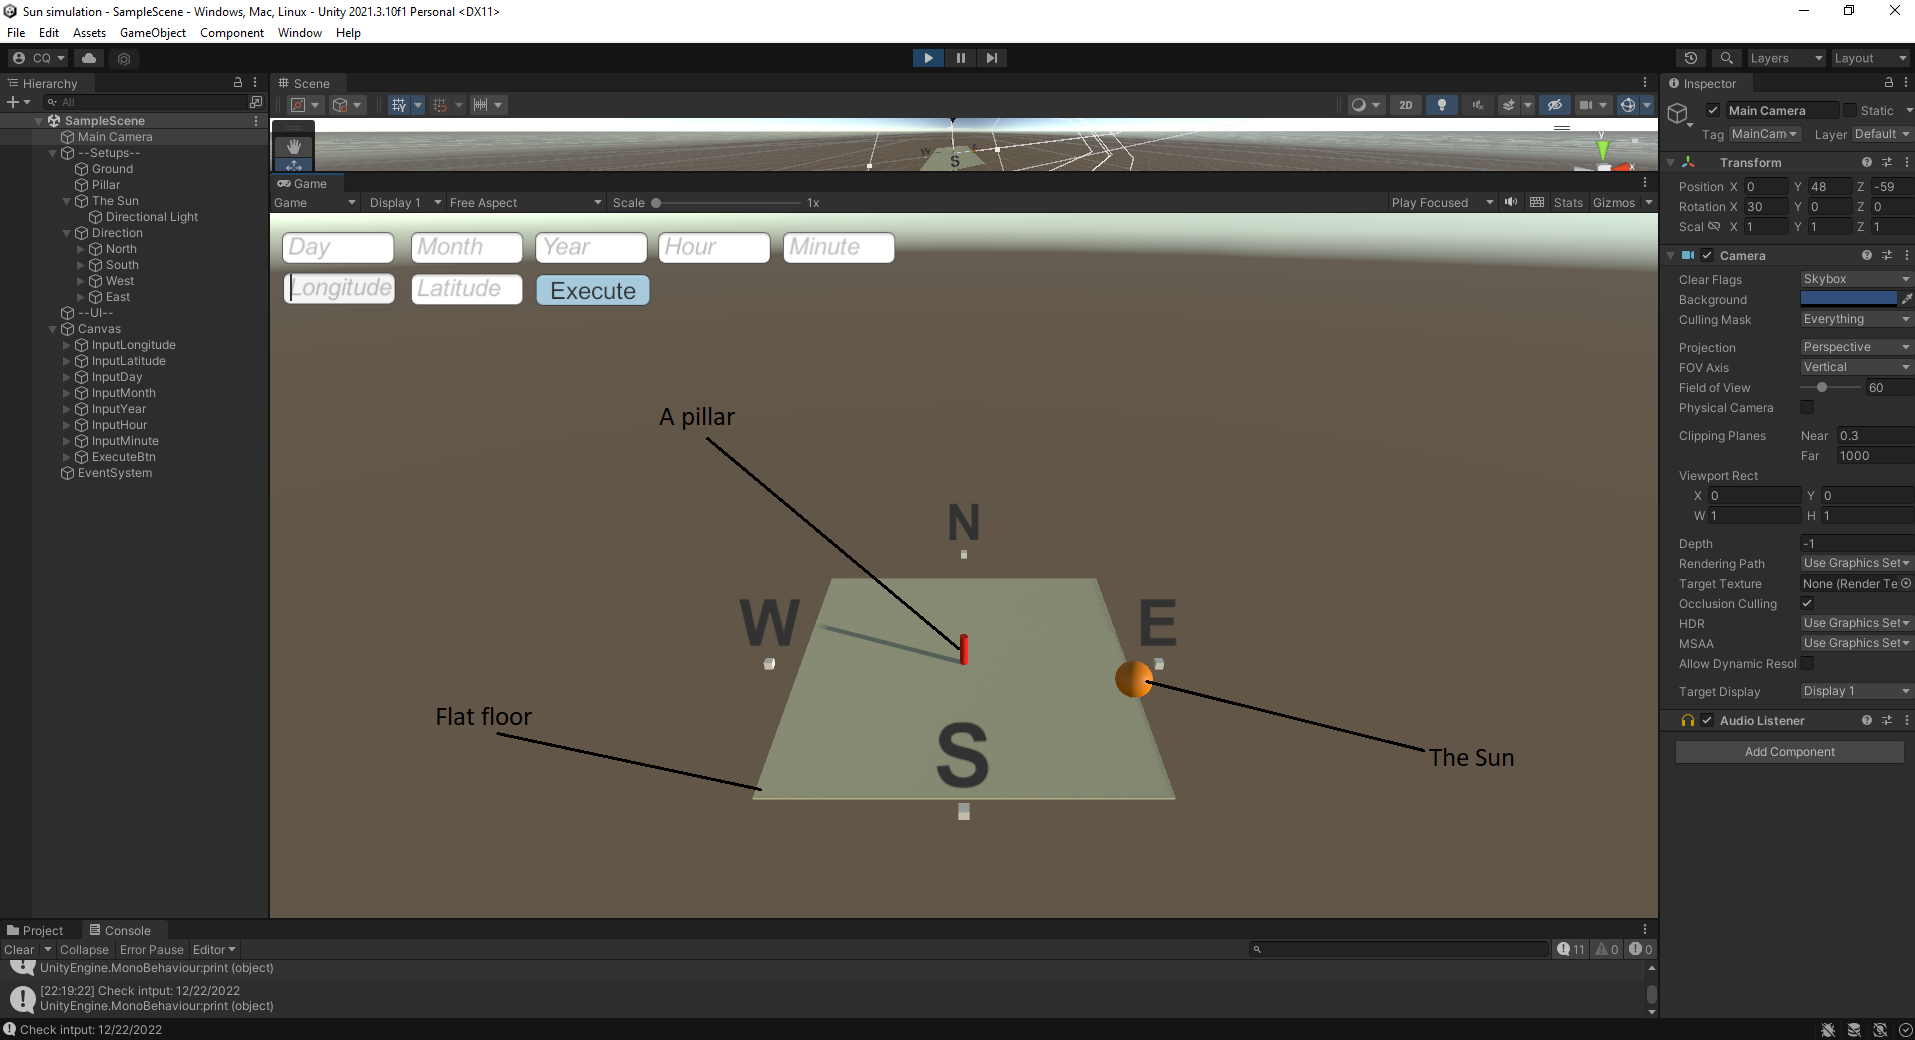 Sun simulation - SampleScene - Windows, Mac, Linux - Unity 2021.3.10f1 Personal <DX11>
File Edit Assets GameObject Component Window Help
CQ Layers Layout
Hierarchy
All
SampleScene
Main Camera
--Setups--
Ground
Pillar
The Sun
Directional Light
Direction
North
South
West
East
--UI--
Canvas
InputLongitude
InputLatitude
InputDay
InputMonth
InputYear
InputHour
InputMinute
ExecuteBtn
EventSystem
Scene
2D
W E
S
y
x
Game
Game Display 1 Free Aspect Scale 1x Play Focused Stats Gizmos
Day Month Year Hour Minute
Longitude Latitude Execute
A pillar
N
W E
Flat floor
S
The Sun
Inspector
Main Camera Static
Tag MainCam Layer Default
Transform
Position X 0 Y 48 Z -59
Rotation X 30 Y 0 Z 0
Scal X 1 Y 1 Z 1
Camera
Clear Flags Skybox
Background
Culling Mask Everything
Projection Perspective
FOV Axis Vertical
Field of View 60
Physical Camera
Clipping Planes Near 0.3
Far 1000
Viewport Rect
X 0 Y 0
W 1 H 1
Depth -1
Rendering Path Use Graphics Set
Target Texture None (Render Te
Occlusion Culling
HDR Use Graphics Set
MSAA Use Graphics Set
Allow Dynamic Resol
Target Display Display 1
Audio Listener
Add Component
Project Console
Clear Collapse Error Pause Editor 11 0 0
UnityEngine.MonoBehaviour:print (object)
[22:19:22] Check intput: 12/22/2022
UnityEngine.MonoBehaviour:print (object)
Check intput: 12/22/2022